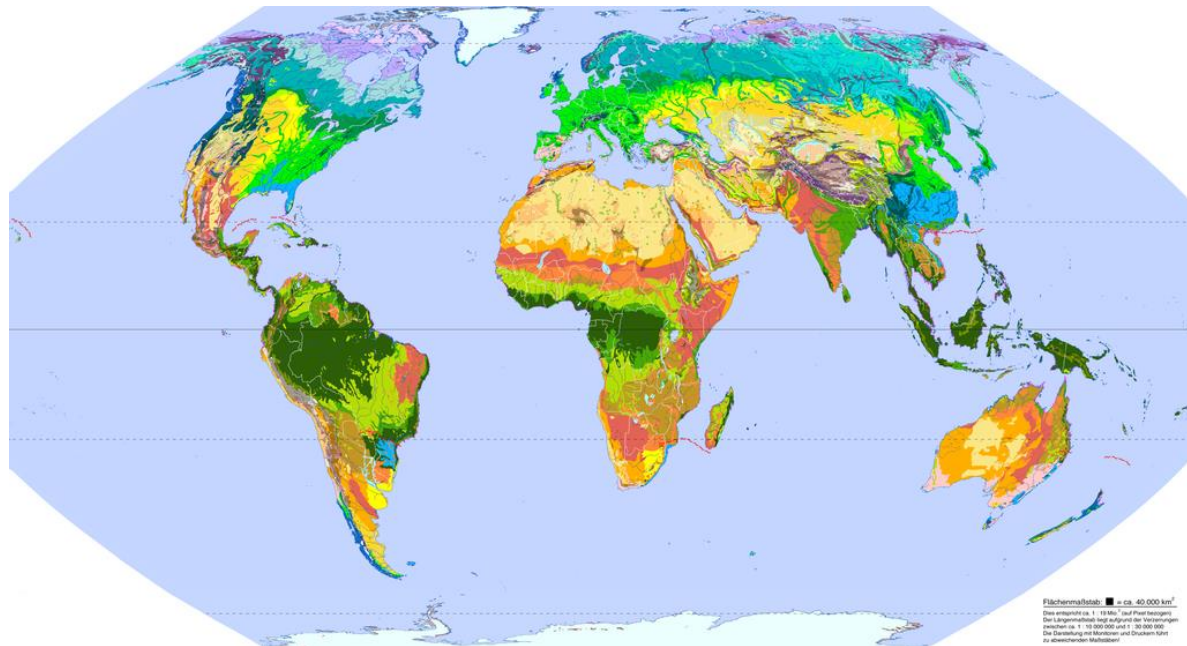 Flächenmaßstab: ■ = ca. 40 000 km²
Dies entspricht ca. 1 : 19 Mio ² (auf Pixel bezogen)
Der Längenmaßstab liegt aufgrund der Verzerrungen
zwischen ca. 1 : 10 000 000 und 1 : 30 000 000
Die Darstellung mit Monitoren und Druckern führt
zu abweichenden Maßstäben!